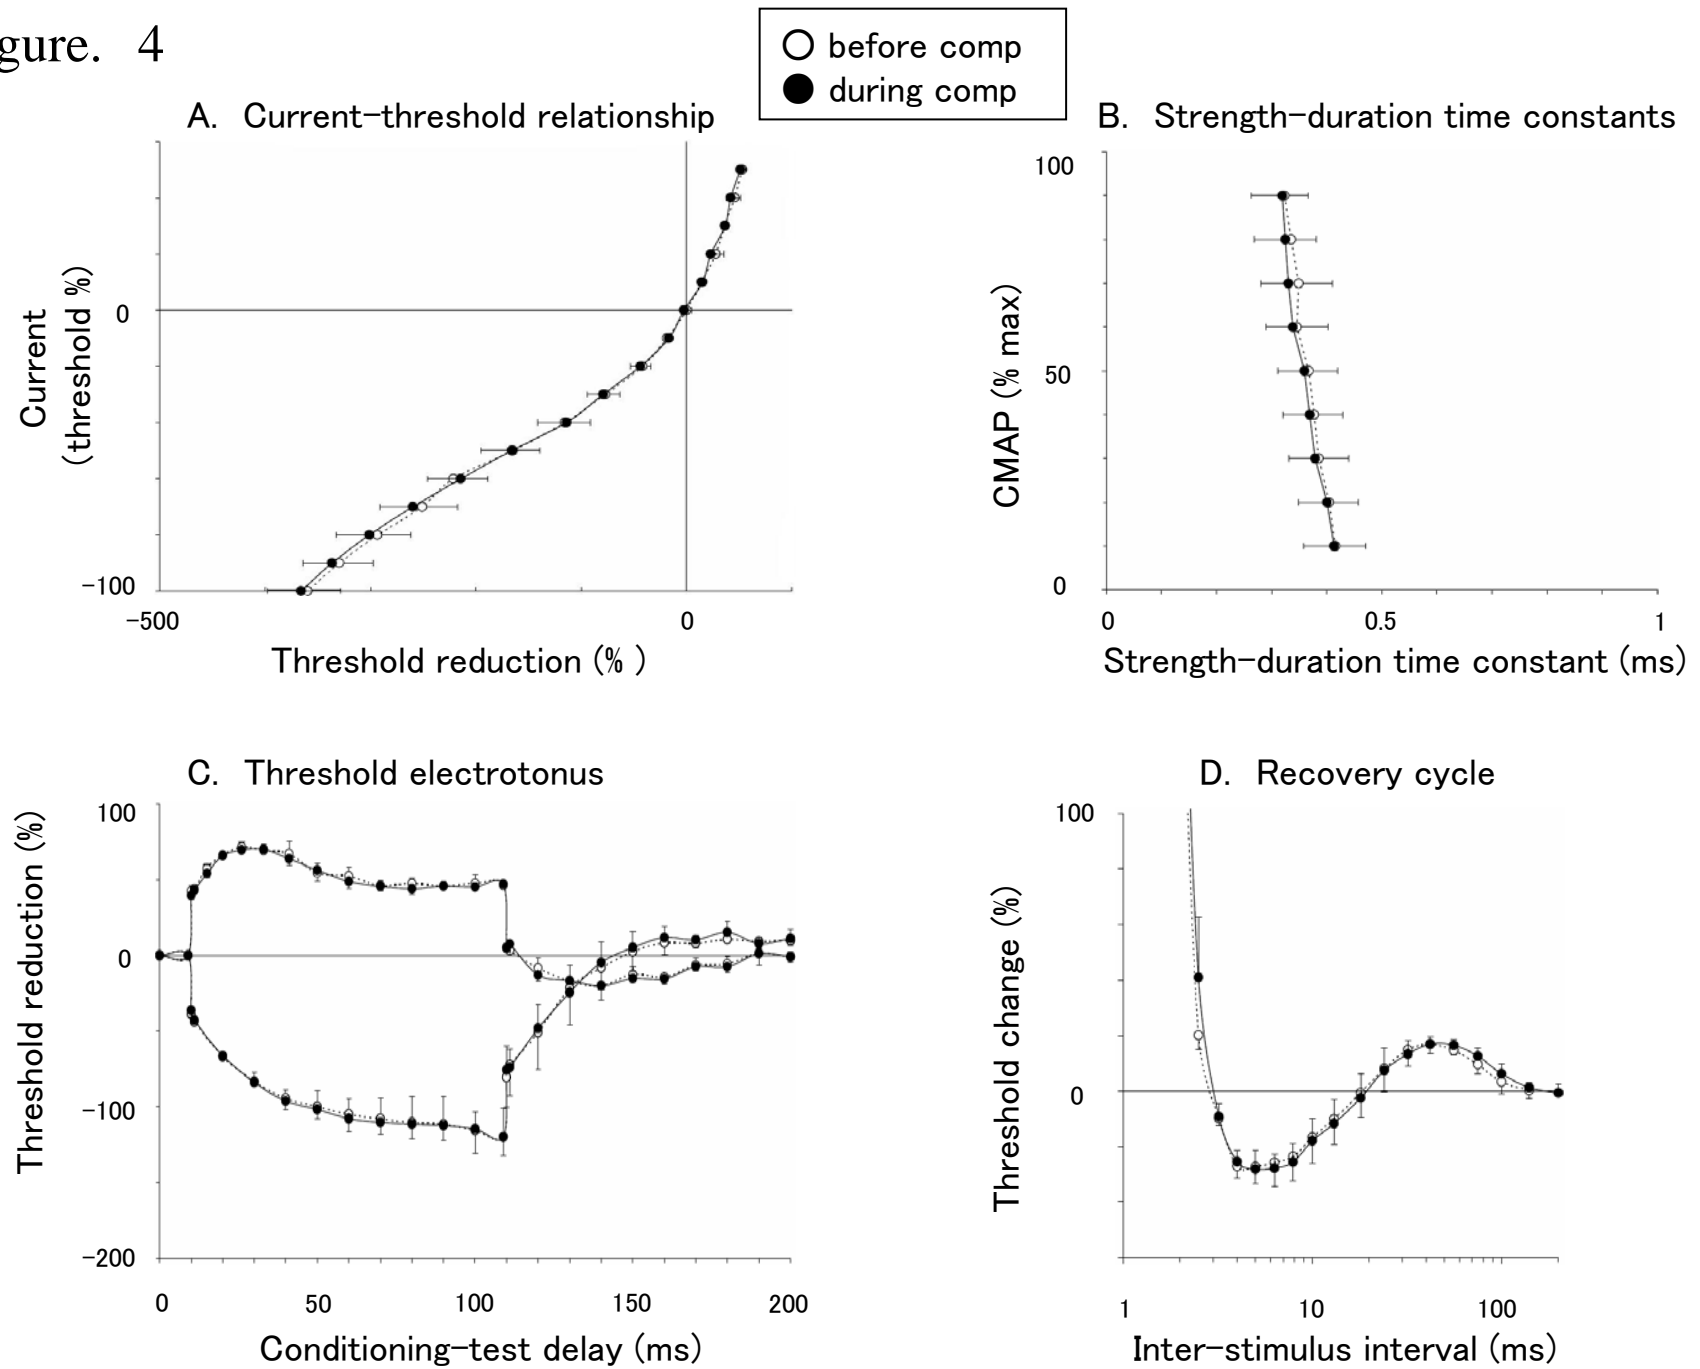 gure. 4
before comp
during comp
A. Current-threshold relationship
Current
(threshold %)
0
-100
-500
0
Threshold reduction (% )
B. Strength-duration time constants
CMAP (% max)
100
50
0
0
0.5
1
Strength-duration time constant (ms)
C. Threshold electrotonus
Threshold reduction (%)
100
0
-100
-200
0
50
100
150
200
Conditioning-test delay (ms)
D. Recovery cycle
Threshold change (%)
100
0
1
10
100
Inter-stimulus interval (ms)